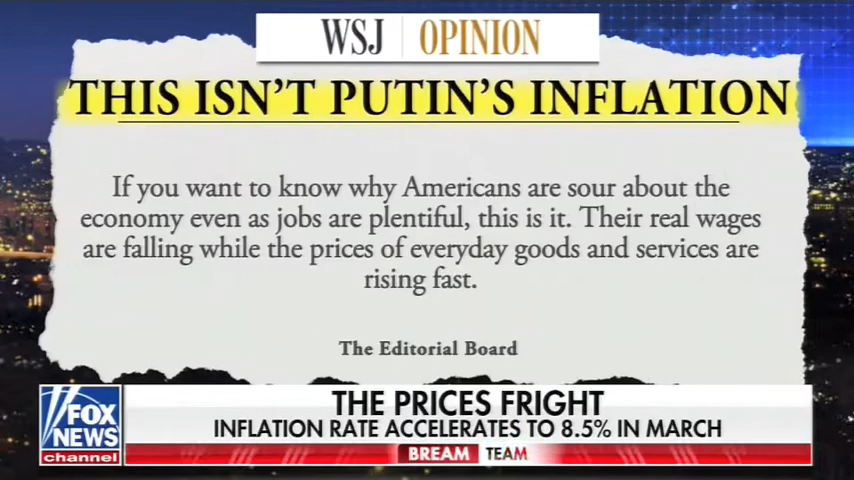 WSJ OPINION
THIS ISN'T PUTIN'S INFLATION
If you want to know why Americans are sour about the
economy even as jobs are plentiful, this is it. Their real wages
are falling while the prices of everyday goods and services are
rising fast.
The Editorial Board
FOX
NEWS
channel
THE PRICES FRIGHT
INFLATION RATE ACCELERATES TO 8.5% IN MARCH
BREAM TEAM